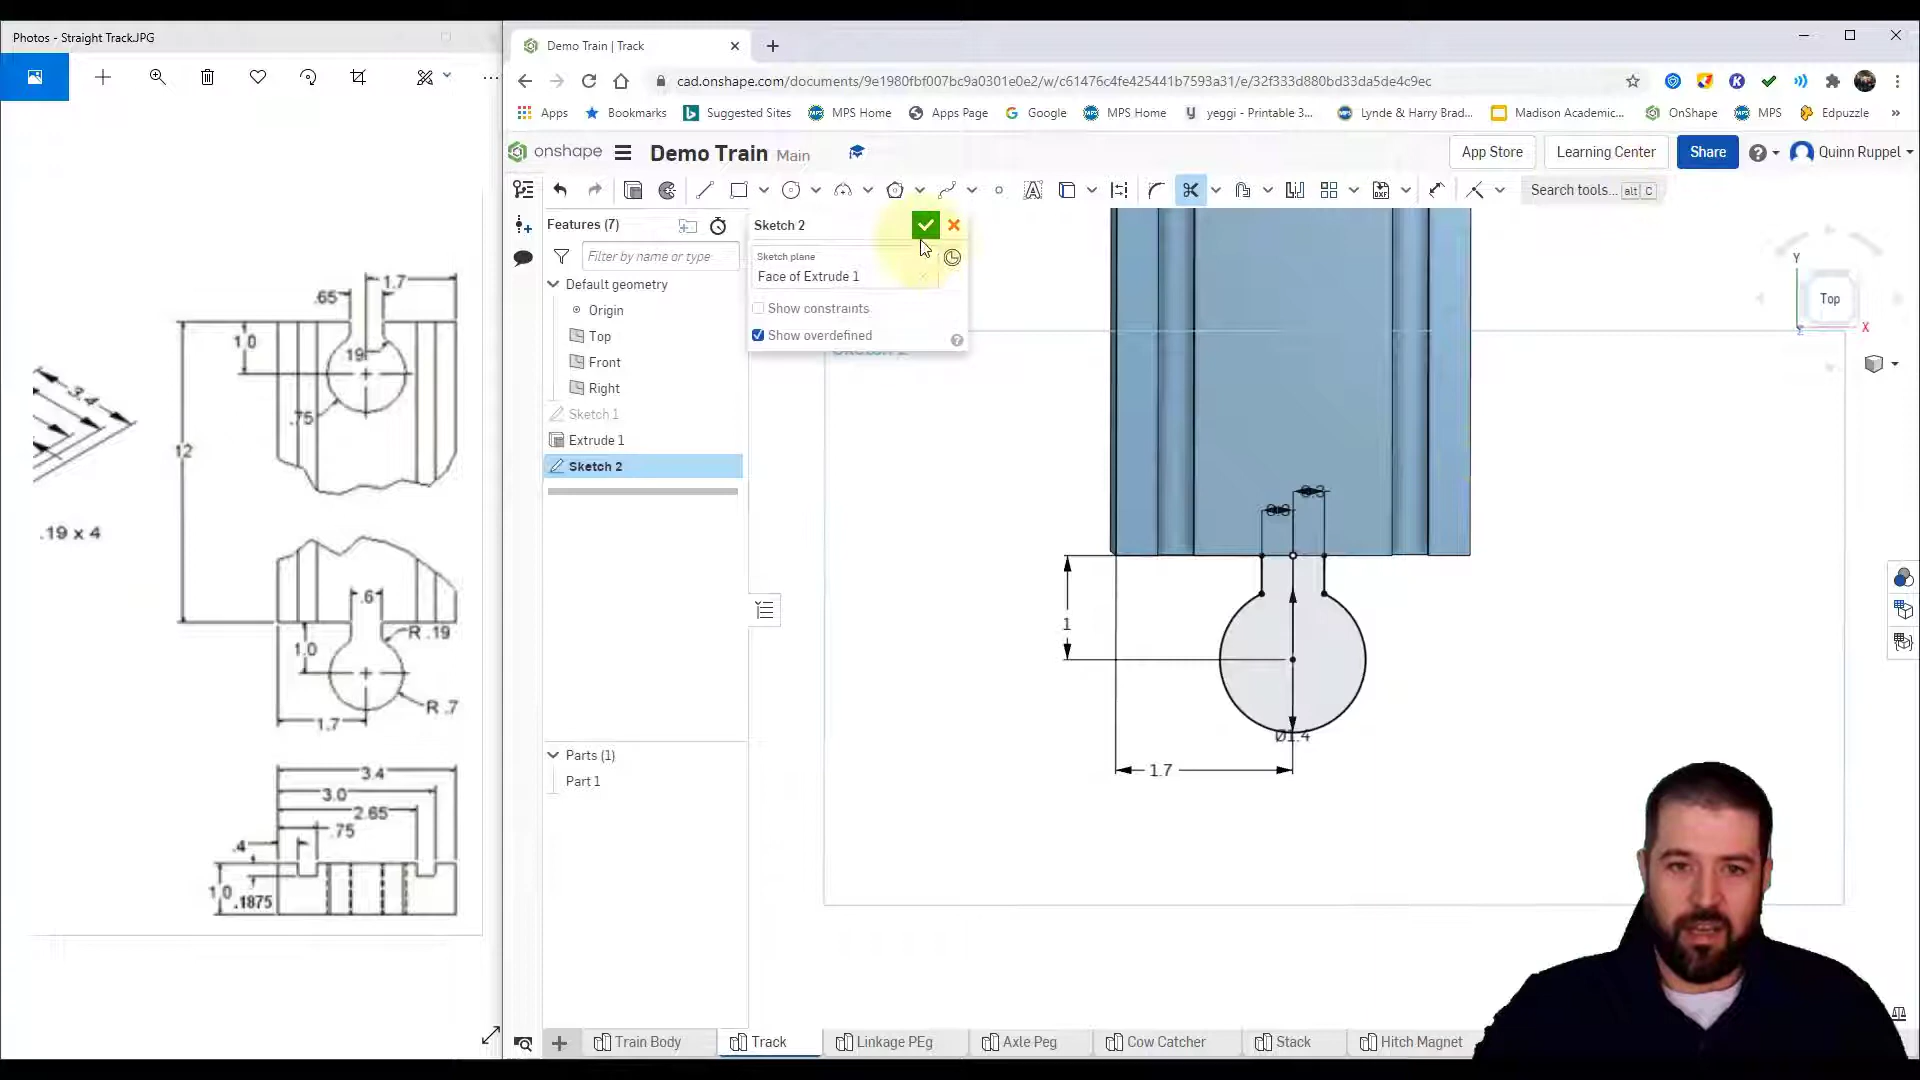 Photos - Straight Track.JPG
Demo Train | Track
cad.onshape.com/documents/9e1980fbf007bc9a0301e0e2/w/c61476c4fe425441b7593a31/e/32f333d880bd33da5de4c9ec
Apps
Bookmarks
Suggested Sites
MPS Home
Apps Page
Google
MPS Home
yeggi - Printable 3...
Lynde & Harry Brad...
Madison Academic...
OnShape
MPS
Edpuzzle
onshape
Demo Train
Main
App Store
Learning Center
Share
Quinn Ruppel
Search tools...
alt
C
Features (7)
Filter by name or type
Default geometry
Origin
Top
Front
Right
Sketch 1
Extrude 1
Sketch 2
Parts (1)
Part 1
Sketch 2
Sketch plane
Face of Extrude 1
Show constraints
Show overdefined
Y
Top
X
Z
1
1.7
Ø1.4
1.7
.65
1.0
.19
.75
12
3.4
.19 x 4
.6
R .19
1.0
R .7
1.7
3.4
3.0
2.65
.75
.4
1.0
.1875
Train Body
Track
Linkage PEg
Axle Peg
Cow Catcher
Stack
Hitch Magnet